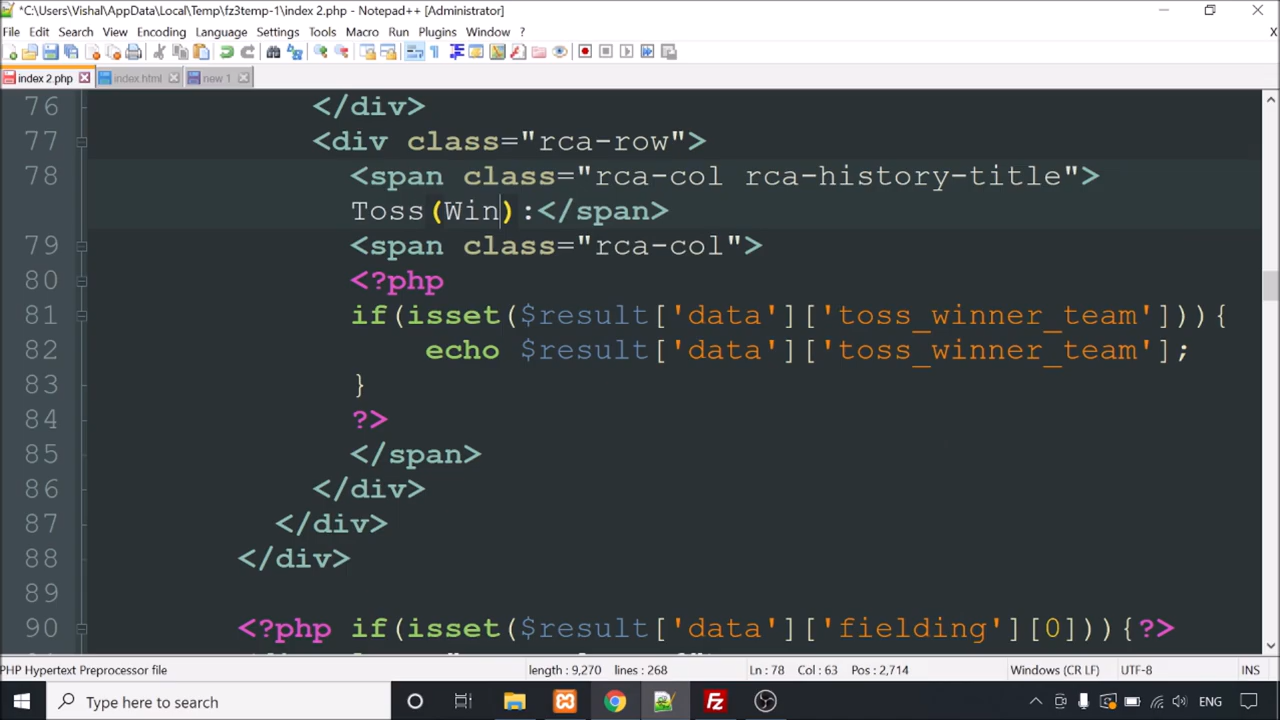 *C:\Users\Vishal\AppData\Local\Temp\fz3temp-1\index 2.php - Notepad++ [Administrator]
File Edit Search View Encoding Language Settings Tools Macro Run Plugins Window ? X
index 2.php index.html new 1
76 </div>
77 <div class="rca-row">
78 <span class="rca-col rca-history-title">
Toss(Win):</span>
79 <span class="rca-col">
80 <?php
81 if(isset($result['data']['toss_winner_team'])){
82 echo $result['data']['toss_winner_team'];
83 }
84 ?>
85 </span>
86 </div>
87 </div>
88 </div>
89
90 <?php if(isset($result['data']['fielding'][0])){?>
PHP Hypertext Preprocessor file length : 9,270 lines : 268 Ln : 78 Col : 63 Pos : 2,714 Windows (CR LF) UTF-8 INS
Type here to search ENG